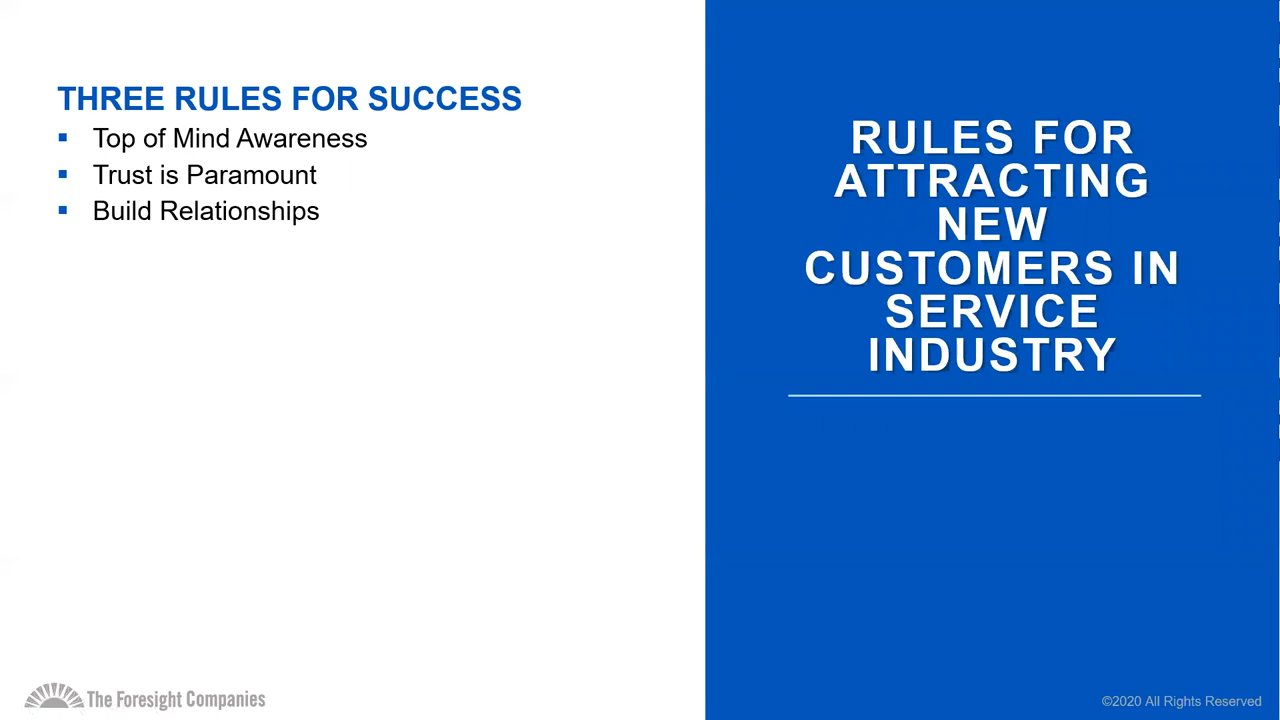 THREE RULES FOR SUCCESS
▪ Top of Mind Awareness
▪ Trust is Paramount
▪ Build Relationships
RULES FOR
ATTRACTING
NEW
CUSTOMERS IN
SERVICE
INDUSTRY
The Foresight Companies
©2020 All Rights Reserved